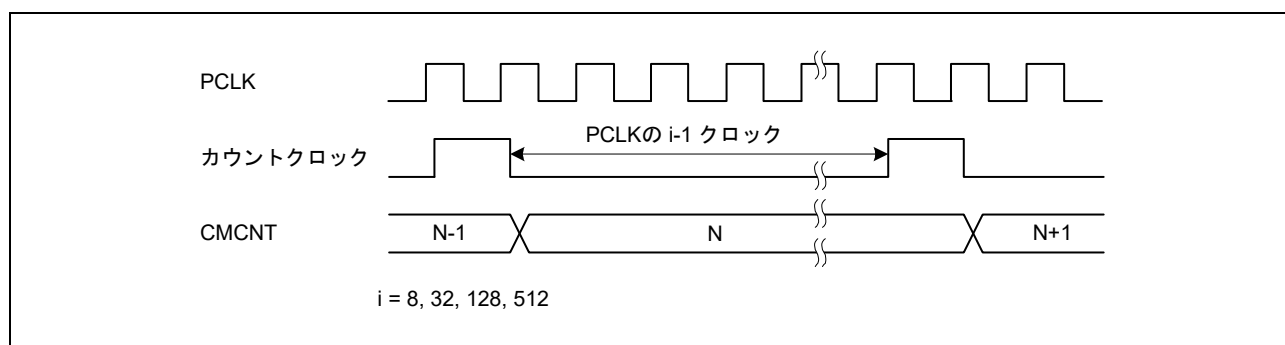 PCLK
PCLKの i-1 クロック
カウントクロック
CMCNT
N-1
N
N+1
i = 8, 32, 128, 512